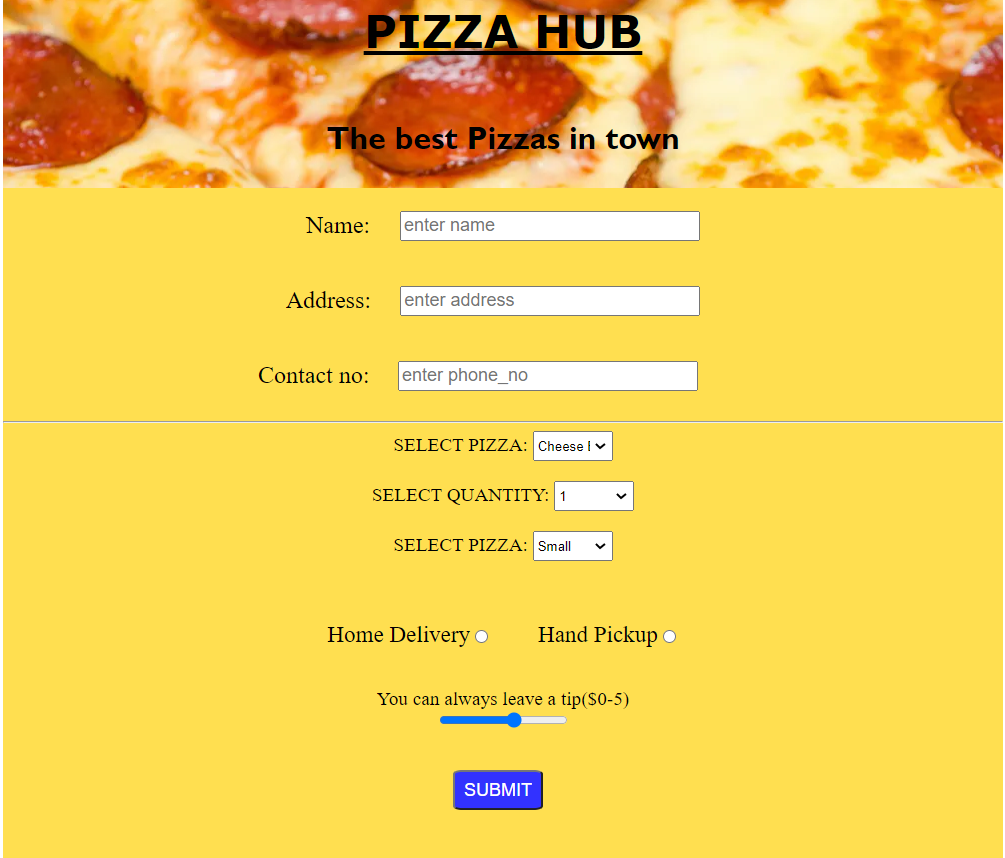 PIZZA HUB
The best Pizzas in town
Name: enter name
Address: enter address
Contact no: enter phone_no
SELECT PIZZA: Cheese
SELECT QUANTITY: 1
SELECT PIZZA: Small
Home Delivery Hand Pickup
You can always leave a tip($0-5)
SUBMIT